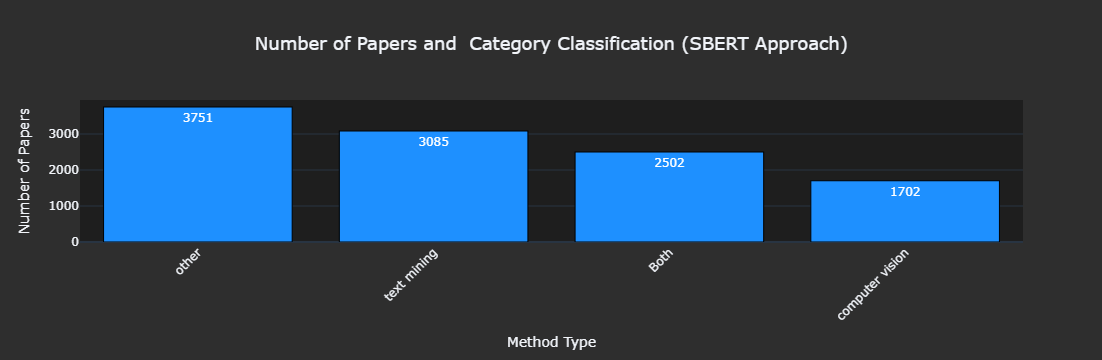 Number of Papers and  Category Classification (SBERT Approach)
Number of Papers
3000
2000
1000
0
3751
3085
2502
1702
other
text mining
Both
computer vision
Method Type